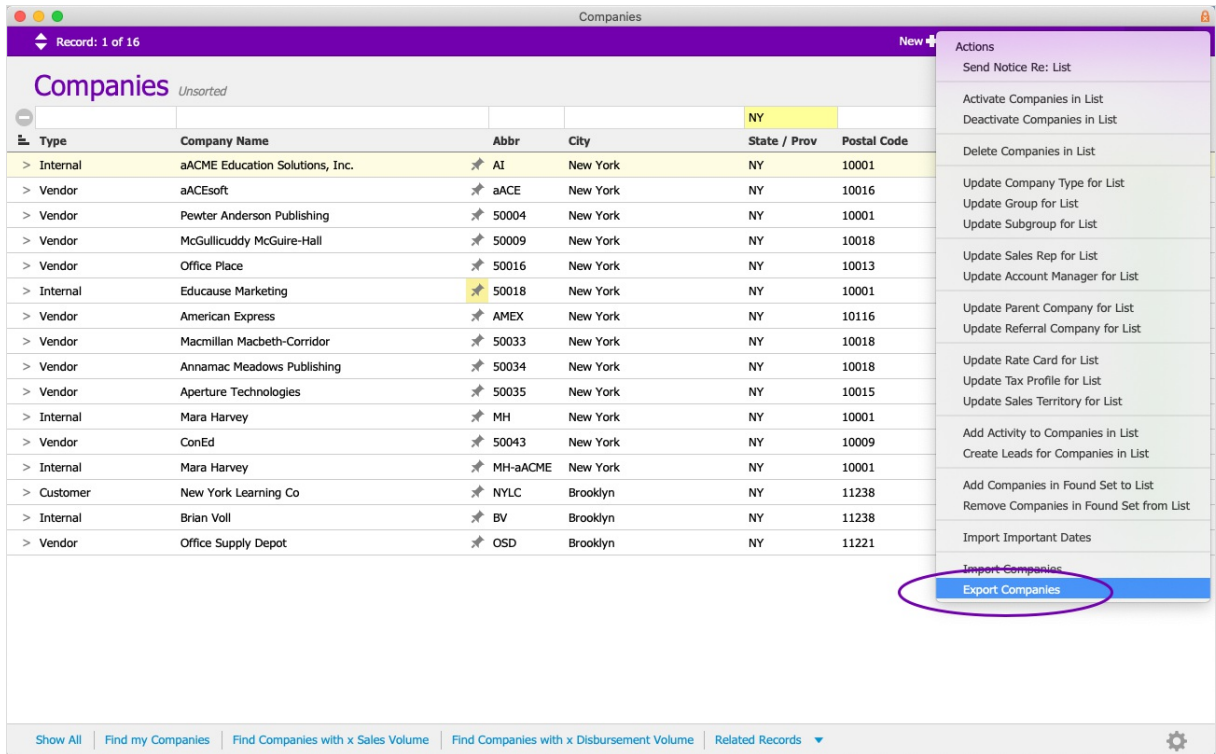 Companies
Record: 1 of 16
New
Companies Unsorted
NY
Type Company Name Abbr City State / Prov Postal Code
> Internal aACME Education Solutions, Inc. AI New York NY 10001
> Vendor aACEsoft aACE New York NY 10016
> Vendor Pewter Anderson Publishing 50004 New York NY 10001
> Vendor McGullicuddy McGuire-Hall 50009 New York NY 10018
> Vendor Office Place 50016 New York NY 10013
> Internal Educause Marketing 50018 New York NY 10001
> Vendor American Express AMEX New York NY 10116
> Vendor Macmillan Macbeth-Corridor 50033 New York NY 10018
> Vendor Annamac Meadows Publishing 50034 New York NY 10018
> Vendor Aperture Technologies 50035 New York NY 10015
> Internal Mara Harvey MH New York NY 10001
> Vendor ConEd 50043 New York NY 10009
> Internal Mara Harvey MH-aACME New York NY 10001
> Customer New York Learning Co NYLC Brooklyn NY 11238
> Internal Brian Voll BV Brooklyn NY 11238
> Vendor Office Supply Depot OSD Brooklyn NY 11221
Actions
Send Notice Re: List
Activate Companies in List
Deactivate Companies in List
Delete Companies in List
Update Company Type for List
Update Group for List
Update Subgroup for List
Update Sales Rep for List
Update Account Manager for List
Update Parent Company for List
Update Referral Company for List
Update Rate Card for List
Update Tax Profile for List
Update Sales Territory for List
Add Activity to Companies in List
Create Leads for Companies in List
Add Companies in Found Set to List
Remove Companies in Found Set from List
Import Important Dates
Import Companies
Export Companies
Show All Find my Companies Find Companies with x Sales Volume Find Companies with x Disbursement Volume Related Records